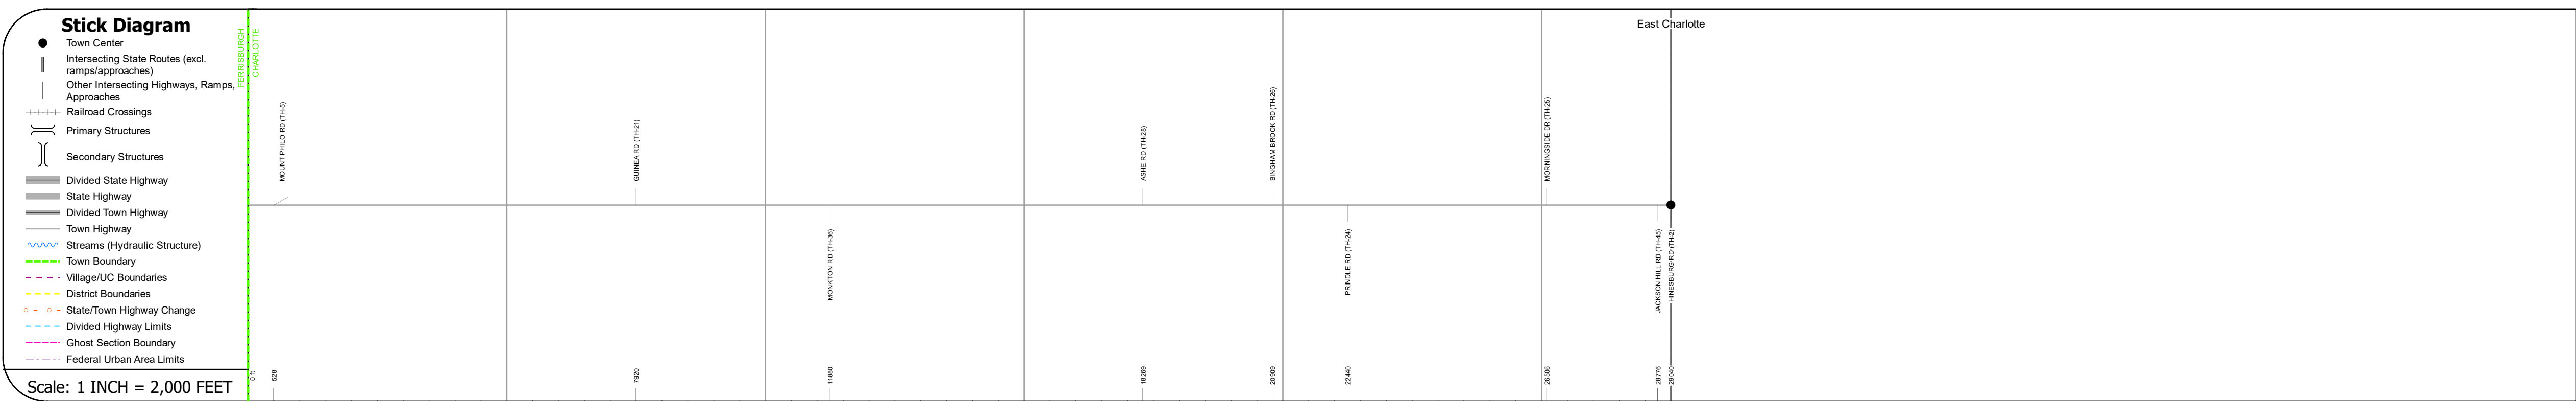 Stick Diagram
Town Center
Intersecting State Routes (excl.
ramps/approaches)
Other Intersecting Highways, Ramps,
Approaches
Railroad Crossings
Primary Structures
Secondary Structures
Divided State Highway
State Highway
Divided Town Highway
Town Highway
Streams (Hydraulic Structure)
Town Boundary
Village/UC Boundaries
District Boundaries
State/Town Highway Change
Divided Highway Limits
Ghost Section Boundary
Federal Urban Area Limits
Scale: 1 INCH = 2,000 FEET
FERRISBURGH
CHARLOTTE
East Charlotte
MOUNT PHILO RD (TH-5)
GUINEA RD (TH-21)
MONKTON RD (TH-36)
ASHE RD (TH-28)
BINGHAM BROOK RD (TH-26)
PRINDLE RD (TH-24)
MORNINGSIDE DR (TH-25)
JACKSON HILL RD (TH-45)
HINESBURG RD (TH-2)
0 ft
528
7920
11880
18269
20909
22440
26506
28776
29040